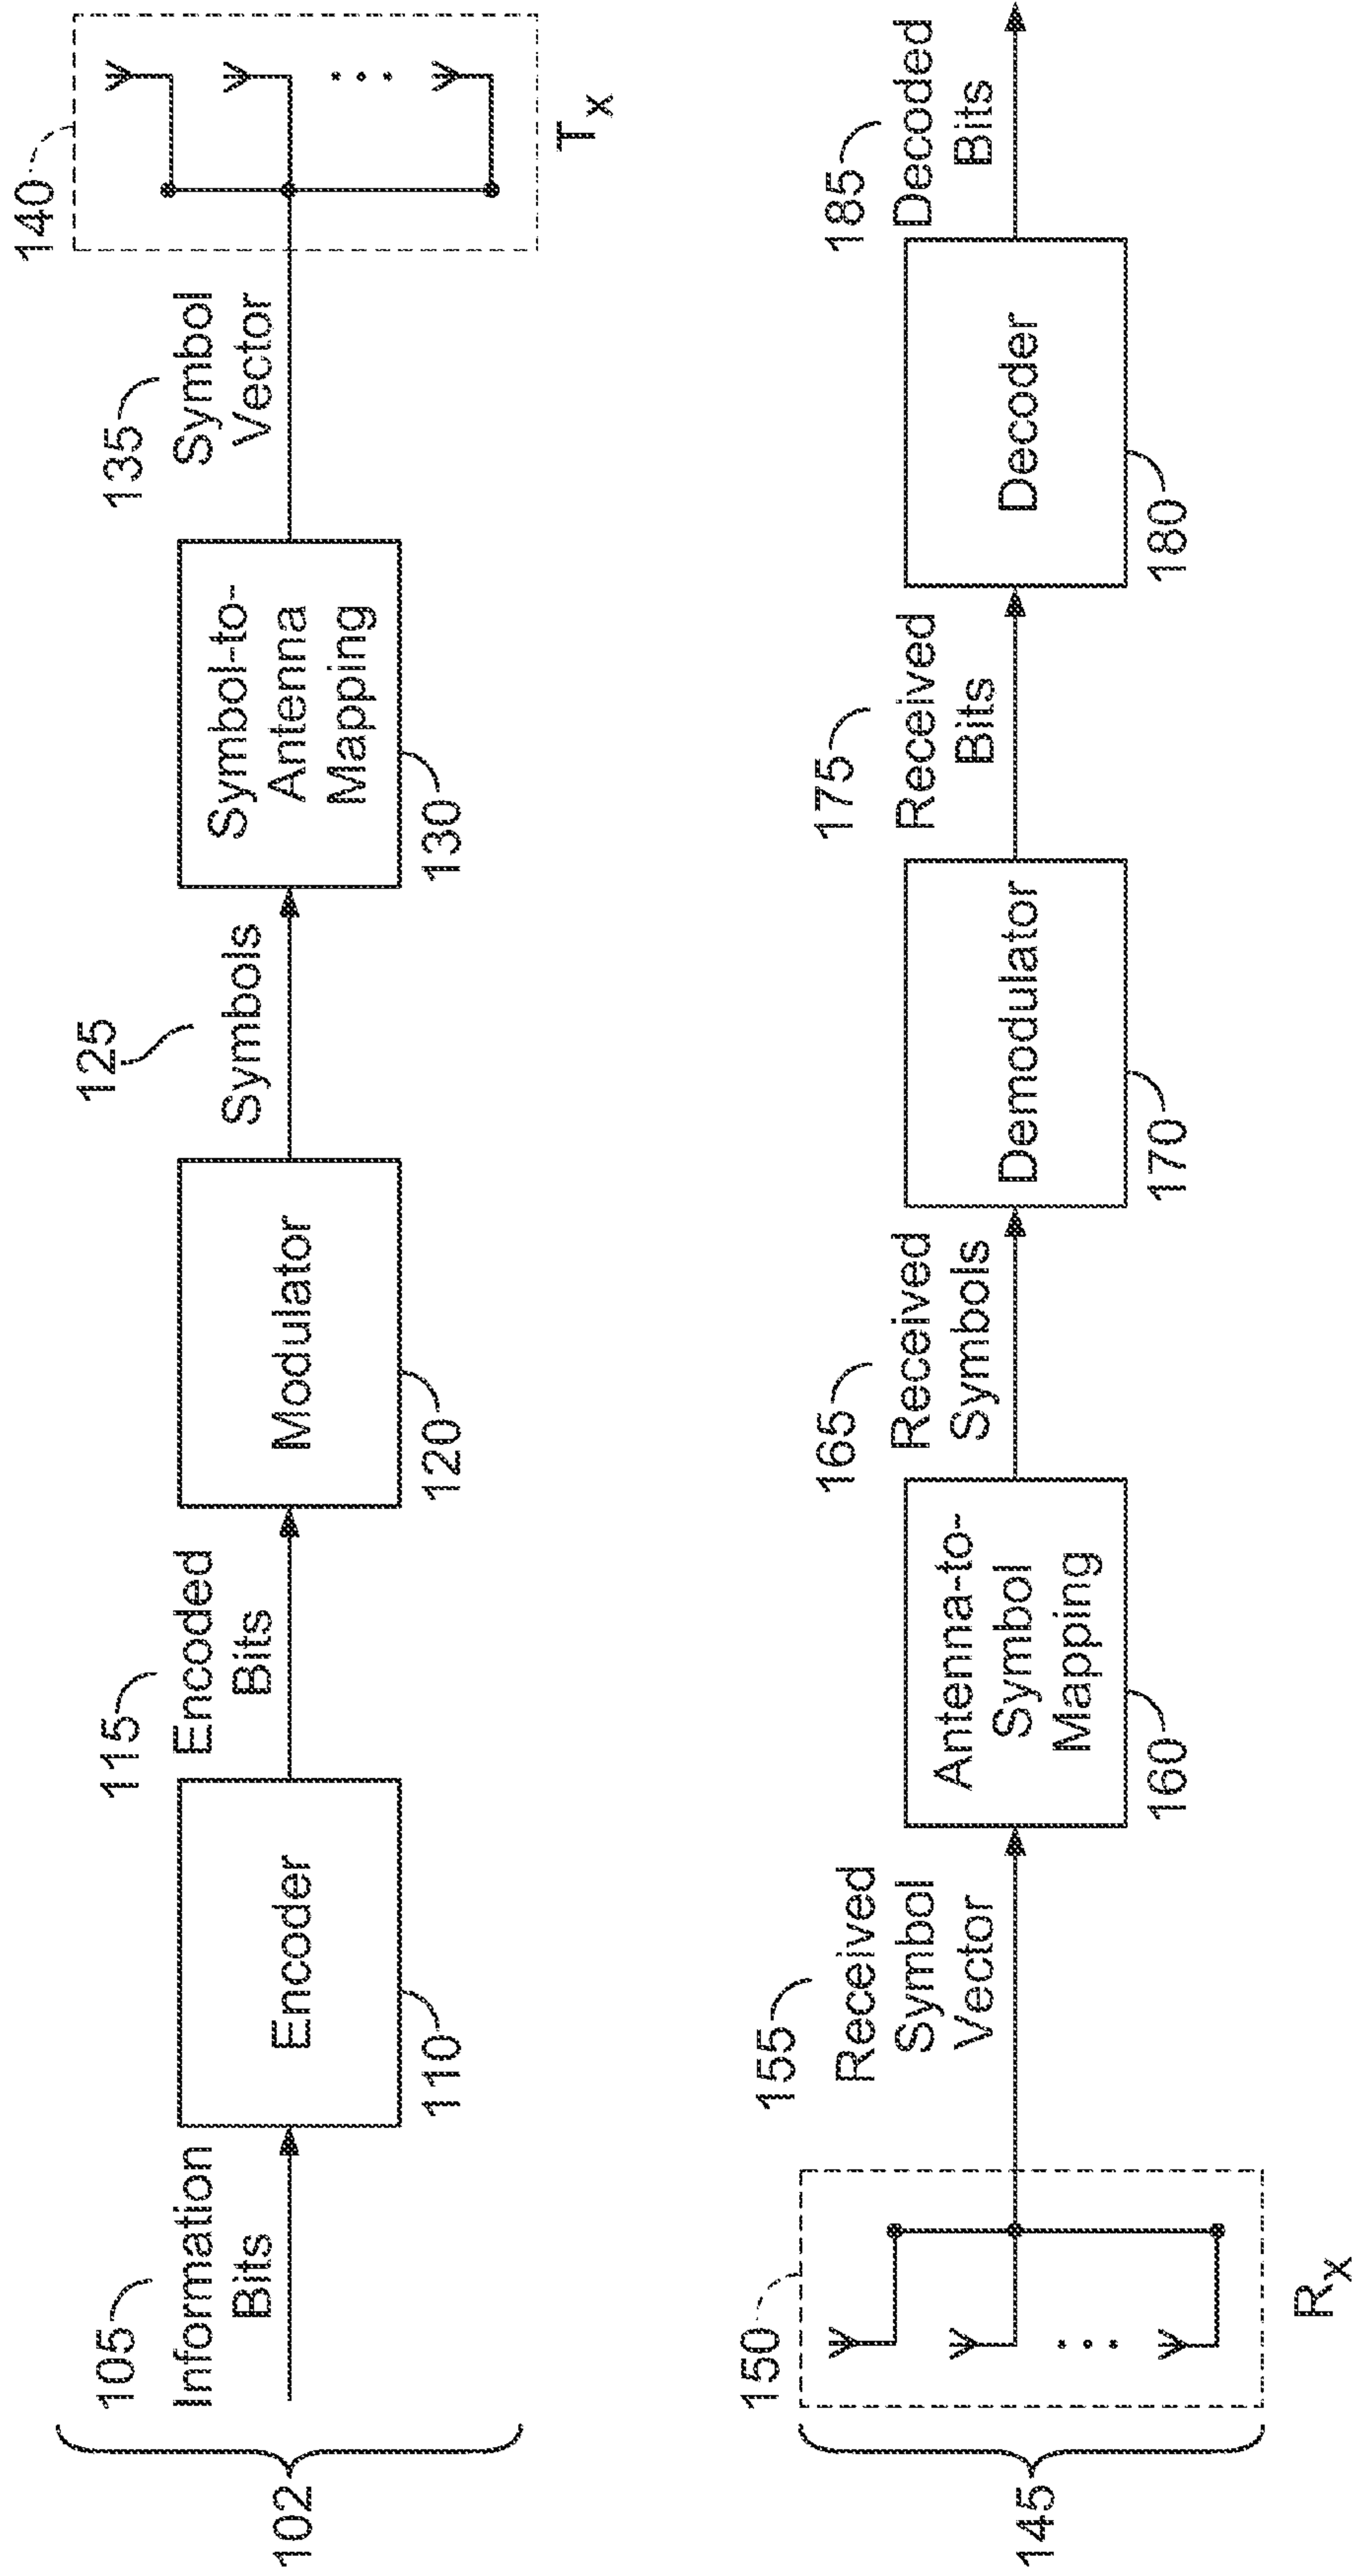 102
105
Information
Bits
Encoder
110
115
Encoded
Bits
Modulator
120
125
Symbols
Symbol-to-
Antenna
Mapping
130
135
Symbol
Vector
140
Tx
145
150
Rx
155
Received
Symbol
Vector
Antenna-to-
Symbol
Mapping
160
165
Received
Symbols
Demodulator
170
175
Received
Bits
Decoder
180
185
Decoded
Bits